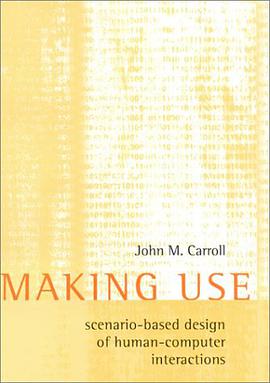 John M. Carroll
MAKING USE
scenario-based design
of human-computer
interactions